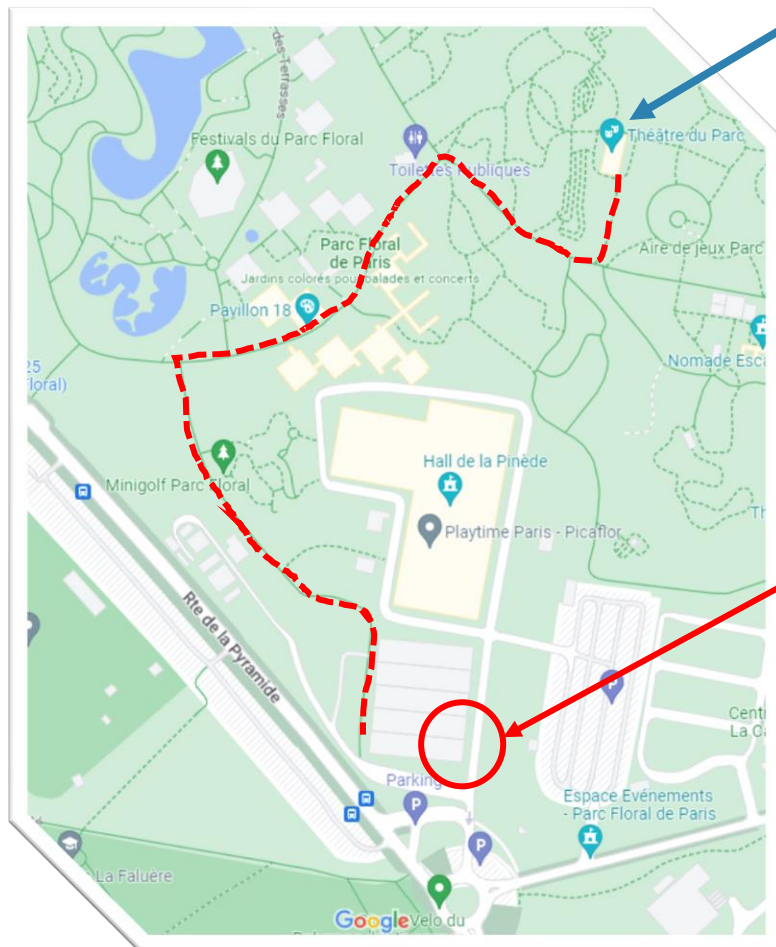 des Terrasses
Festivals du Parc Floral
Toilettes Publiques
Théâtre du Parc
Parc Floral
de Paris
Jardins colorés pour balades et concerts
Aire de jeux Parc
Pavillon 18
Nomade Esca
25
loral)
Minigolf Parc Floral
Hall de la Pinède
Playtime Paris - Picaflor
Th
Rte de la Pyramide
P
Centr
La Ca
Parking
P
P
Espace Evénements
- Parc Floral de Paris
La Faluère
Google
Velo du